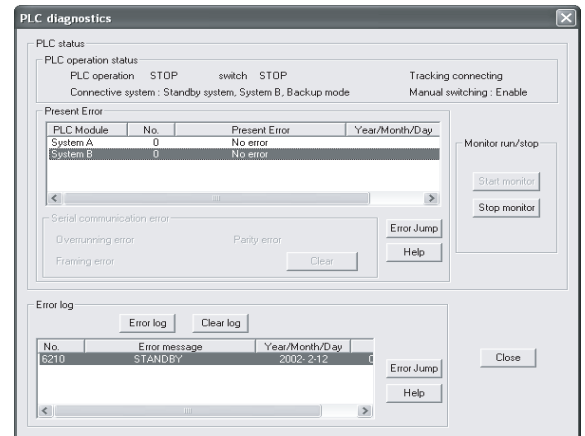 PLC diagnostics
PLC status
PLC operation status
PLC operation STOP switch STOP Tracking connecting
Connective system : Standby system, System B, Backup mode Manual switching : Enable
Present Error
PLC Module No. Present Error Year/Month/Day
System A 0 No error
System B 0 No error
Monitor run/stop
Start monitor
Stop monitor
Serial communication error
Overrunning error Parity error
Framing error Clear
Error Jump
Help
Error log
Error log Clear log
No. Error message Year/Month/Day
6210 STANDBY 2002- 2-12
Error Jump
Help
Close